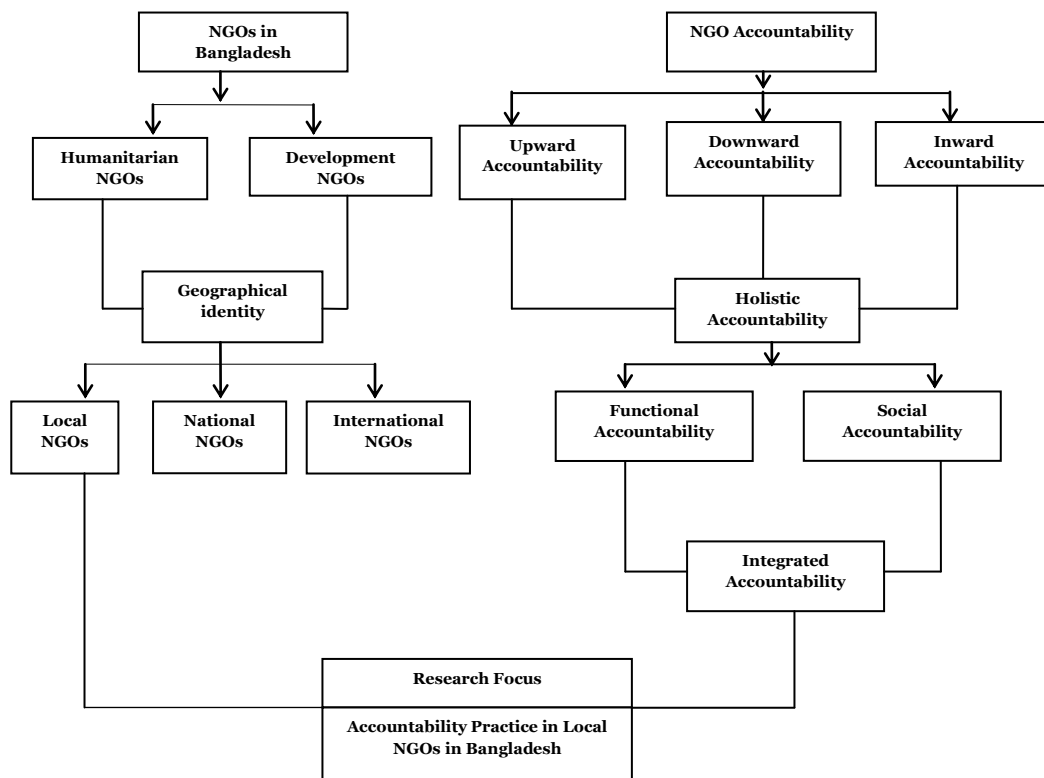 NGOs in
Bangladesh
NGO Accountability
Humanitarian
NGOs
Development
NGOs
Upward
Accountability
Downward
Accountability
Inward
Accountability
Geographical
identity
Holistic
Accountability
Local
NGOs
National
NGOs
International
NGOs
Functional
Accountability
Social
Accountability
Integrated
Accountability
Research Focus
Accountability Practice in Local
NGOs in Bangladesh